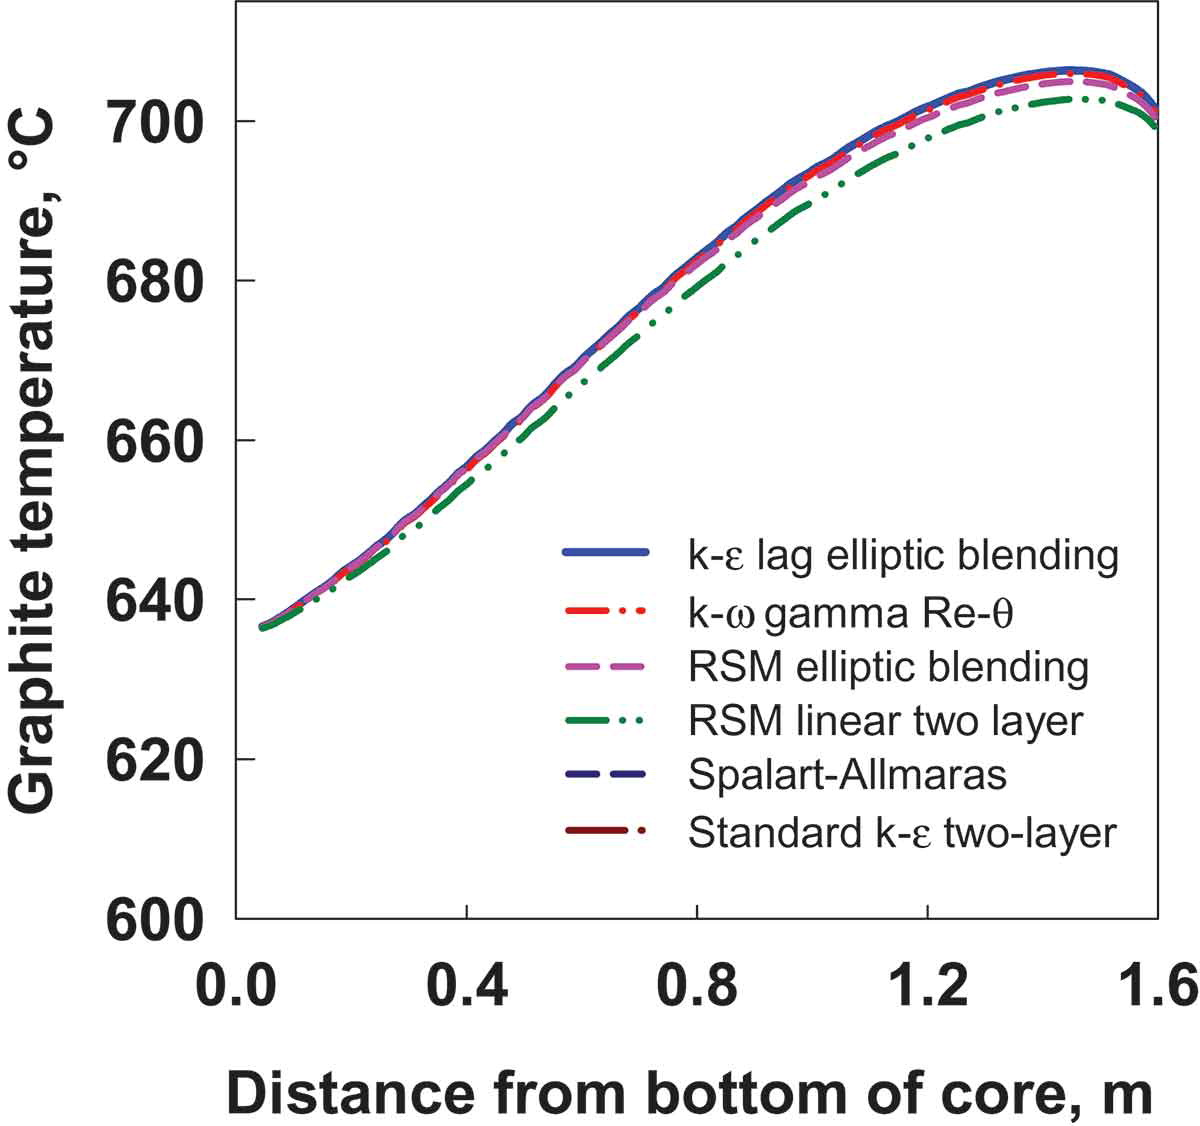 Graphite temperature, °C
700
680
660
640
620
600
k-ε lag elliptic blending
k-ω gamma Re-θ
RSM elliptic blending
RSM linear two layer
Spalart-Allmaras
Standard k-ε two-layer
0.0 0.4 0.8 1.2 1.6
Distance from bottom of core, m